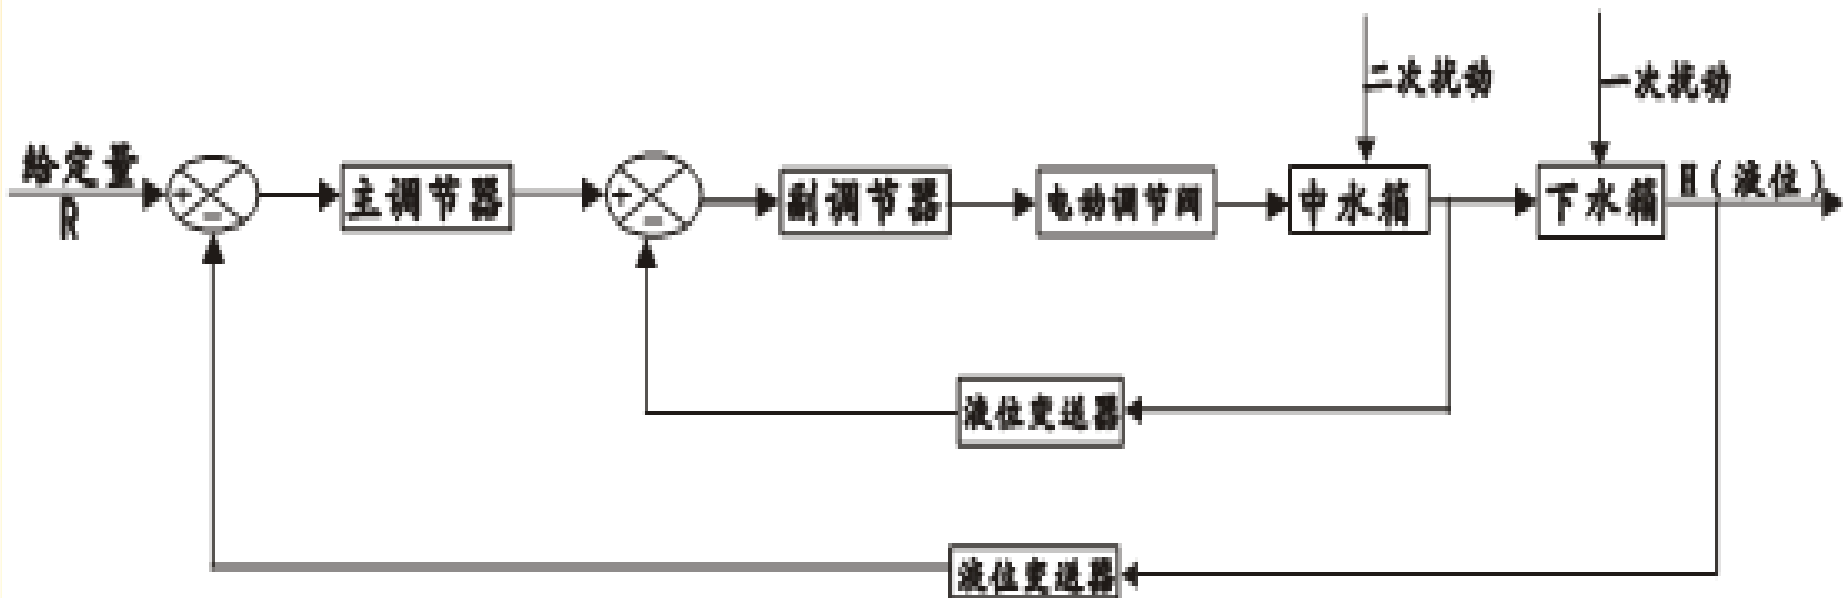 二次扰动
一次扰动
给定量
R
+
-
主调节器
+
-
副调节器
电动调节阀
中水箱
下水箱
H(液位)
液位变送器
液位变送器